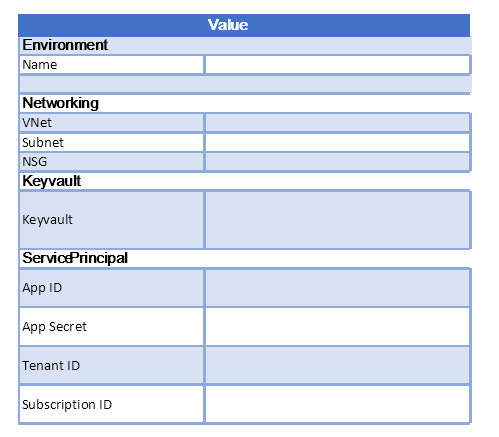 Value
Environment
Name
Networking
VNet
Subnet
NSG
Keyvault
Keyvault
ServicePrincipal
App ID
App Secret
Tenant ID
Subscription ID